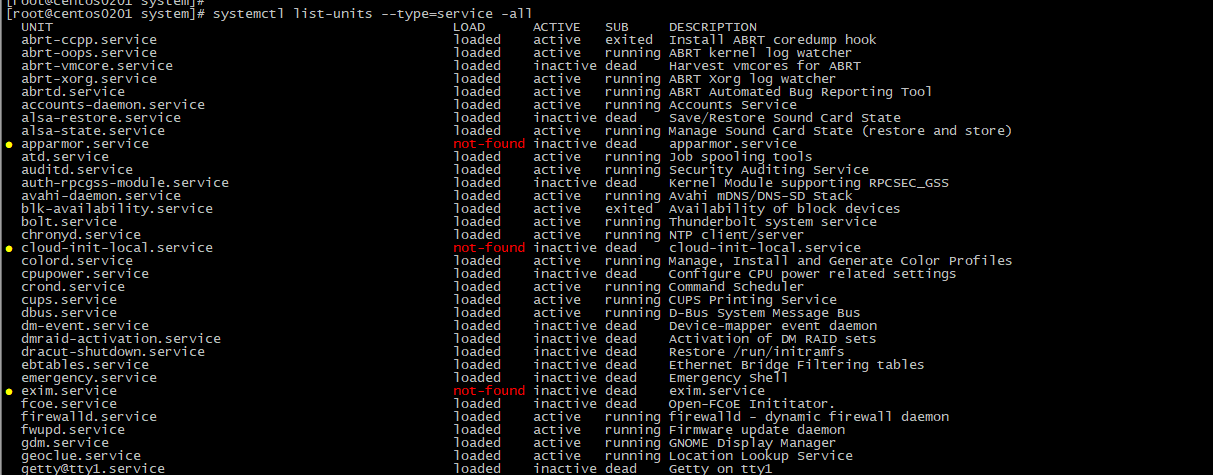 [root@centos0201 system]#
[root@centos0201 system]# systemctl list-units --type=service -all
UNIT LOAD ACTIVE SUB DESCRIPTION
abrt-ccpp.service loaded active exited Install ABRT coredump hook
abrt-oops.service loaded active running ABRT kernel log watcher
abrt-vmcore.service loaded inactive dead Harvest vmcores for ABRT
abrt-xorg.service loaded active running ABRT Xorg log watcher
abrtd.service loaded active running ABRT Automated Bug Reporting Tool
accounts-daemon.service loaded active running Accounts Service
alsa-restore.service loaded inactive dead Save/Restore Sound Card State
alsa-state.service loaded active running Manage Sound Card State (restore and store)
● apparmor.service not-found inactive dead apparmor.service
atd.service loaded active running Job spooling tools
auditd.service loaded active running Security Auditing Service
auth-rpcgss-module.service loaded inactive dead Kernel Module supporting RPCSEC_GSS
avahi-daemon.service loaded active running Avahi mDNS/DNS-SD Stack
blk-availability.service loaded active exited Availability of block devices
bolt.service loaded active running Thunderbolt system service
chronyd.service loaded active running NTP client/server
● cloud-init-local.service not-found inactive dead cloud-init-local.service
colord.service loaded active running Manage, Install and Generate Color Profiles
cpupower.service loaded inactive dead Configure CPU power related settings
crond.service loaded active running Command Scheduler
cups.service loaded active running CUPS Printing Service
dbus.service loaded active running D-Bus System Message Bus
dm-event.service loaded inactive dead Device-mapper event daemon
dmraid-activation.service loaded inactive dead Activation of DM RAID sets
dracut-shutdown.service loaded inactive dead Restore /run/initramfs
ebtables.service loaded inactive dead Ethernet Bridge Filtering tables
emergency.service loaded inactive dead Emergency Shell
● exim.service not-found inactive dead exim.service
fcoe.service loaded inactive dead Open-FCoE Inititator.
firewalld.service loaded active running firewalld - dynamic firewall daemon
fwupd.service loaded active running Firmware update daemon
gdm.service loaded active running GNOME Display Manager
geoclue.service loaded active running Location Lookup Service
getty@tty1.service loaded inactive dead Getty on tty1